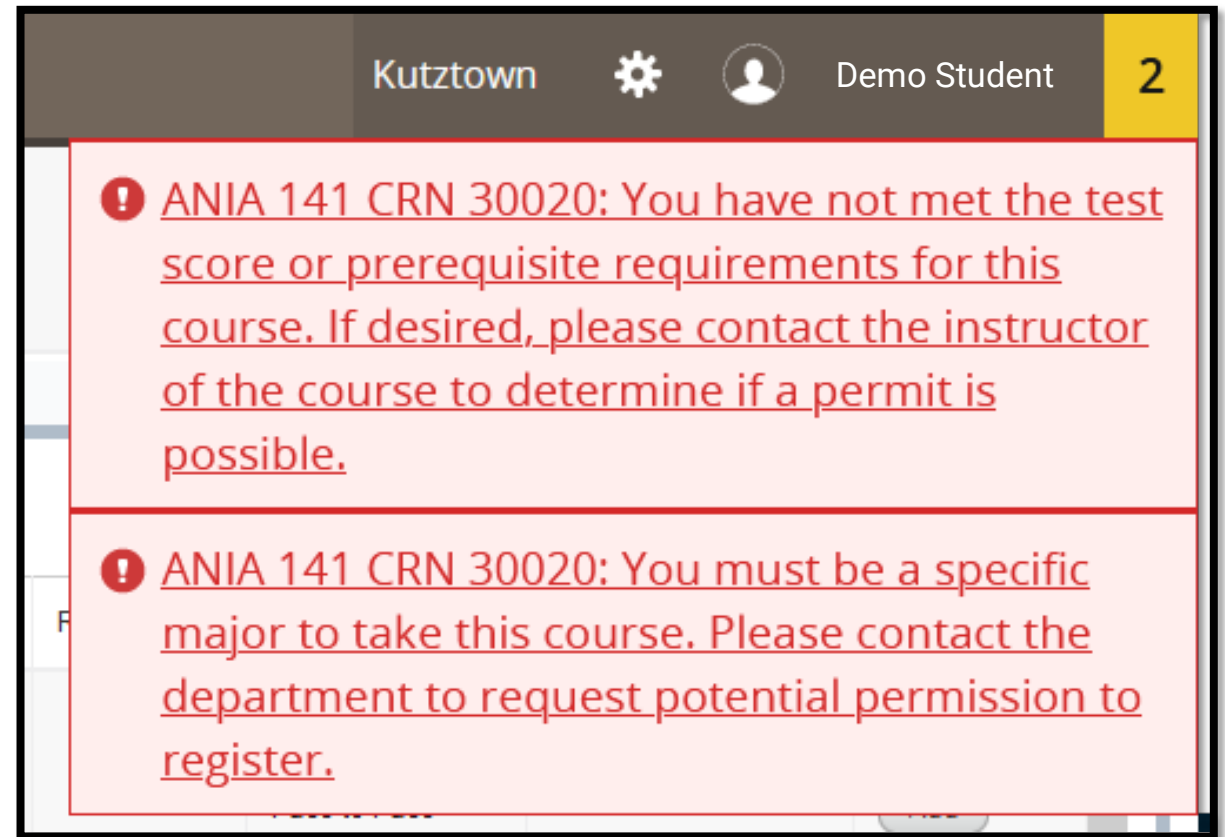 Kutztown Demo Student 2
ANIA 141 CRN 30020: You have not met the test
score or prerequisite requirements for this
course. If desired, please contact the instructor
of the course to determine if a permit is
possible.
ANIA 141 CRN 30020: You must be a specific
major to take this course. Please contact the
department to request potential permission to
register.